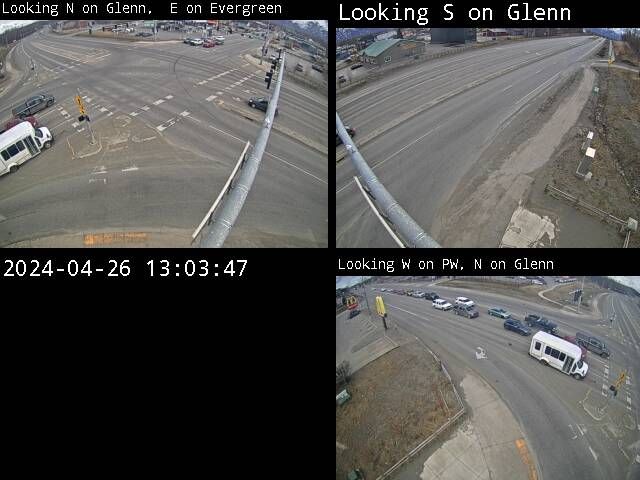 Looking N on Glenn,  E on Evergreen
Looking S on Glenn
2024-04-26 13:03:47
Looking W on PW, N on Glenn